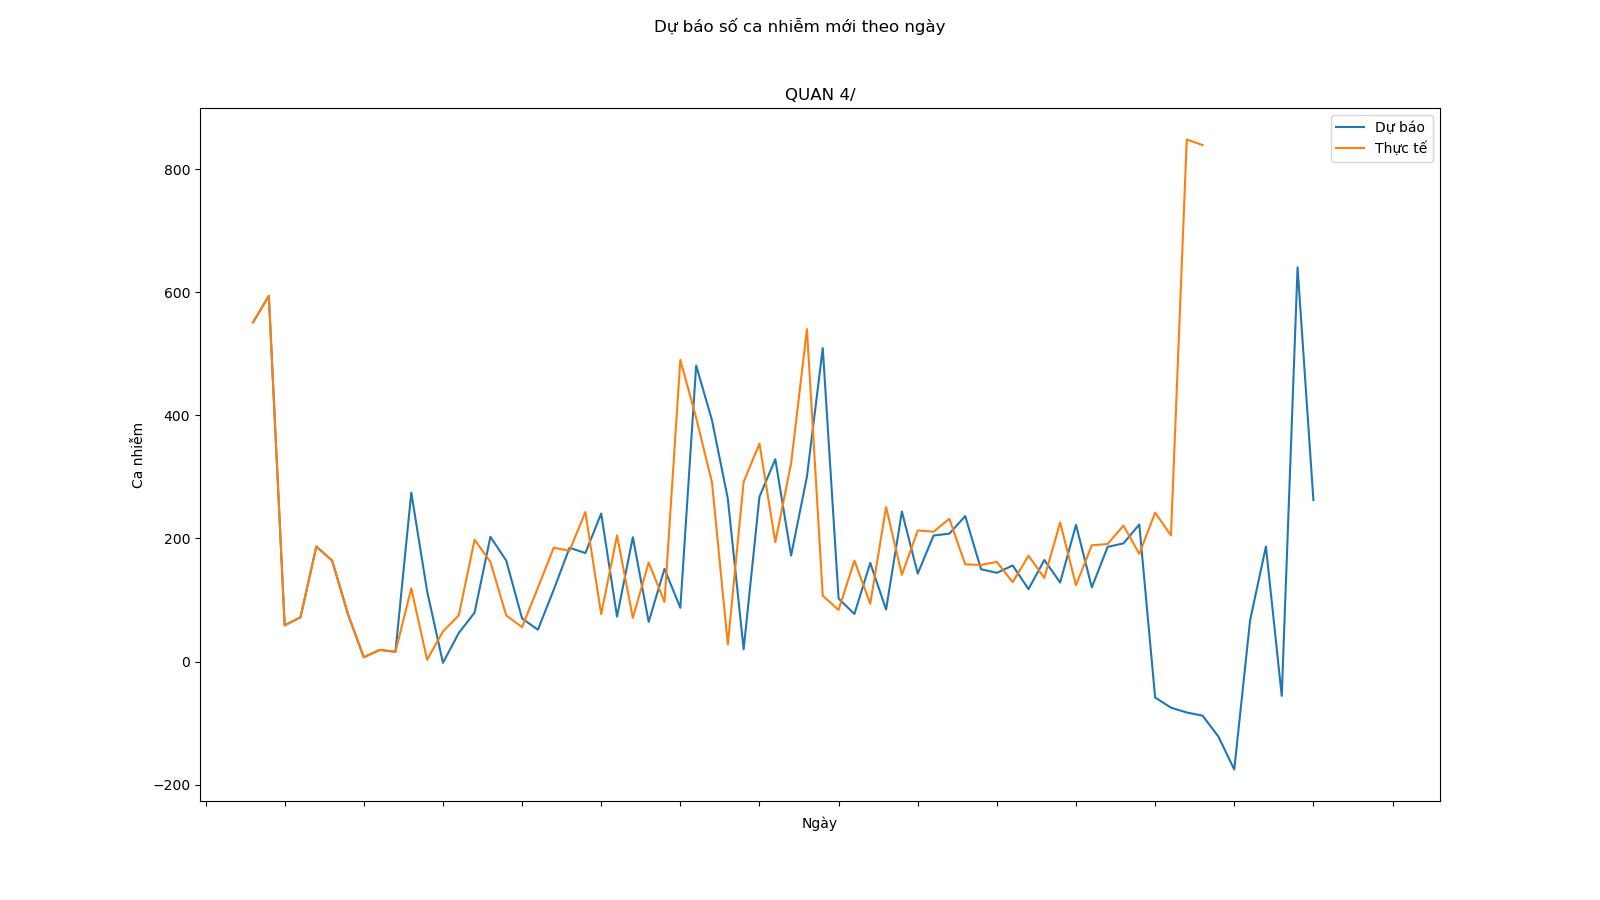 Dự báo số ca nhiễm mới theo ngày
QUAN 4/
Dự báo
Thực tế
800
600
400
200
0
−200
Ca nhiễm
Ngày